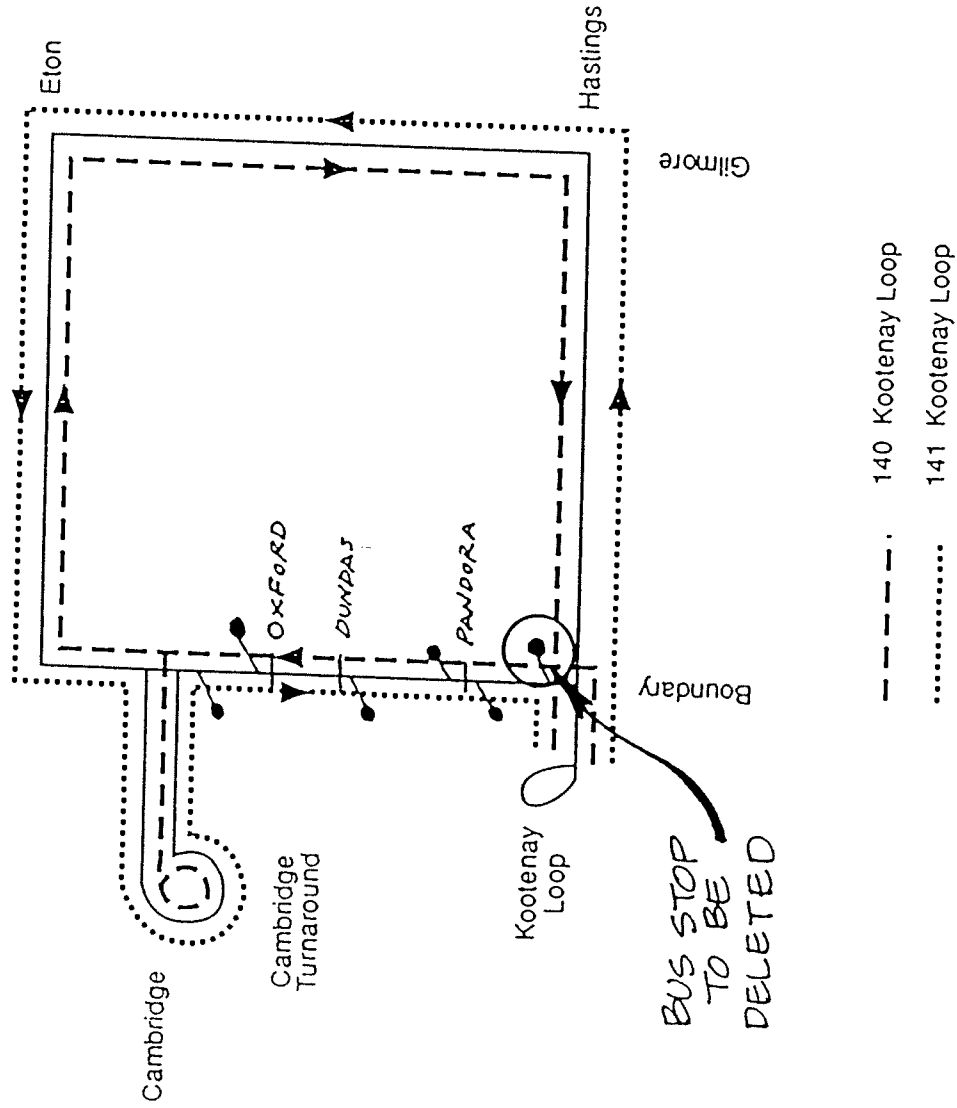 Eton
Cambridge
OXFORD
DUNDAS
PANDORA
Cambridge
Turnaround
Kootenay
Loop
Hastings
Gilmore
Boundary
BUS STOP
TO BE
DELETED
140 Kootenay Loop
141 Kootenay Loop